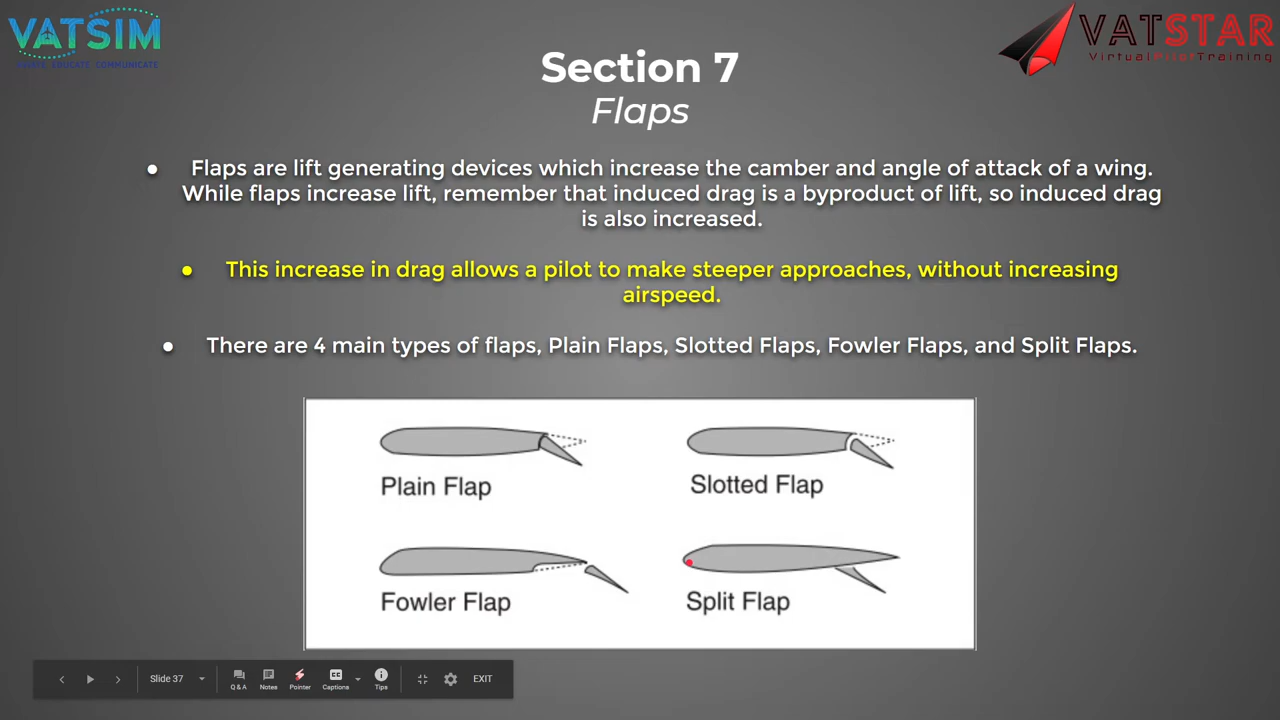 VATSIM
EDUCATE COMMUNICATE
VATSTAR
VirtualPilotTraining
Section 7
Flaps
● Flaps are lift generating devices which increase the camber and angle of attack of a wing.
While flaps increase lift, remember that induced drag is a byproduct of lift, so induced drag
is also increased.
● This increase in drag allows a pilot to make steeper approaches, without increasing
airspeed.
● There are 4 main types of flaps, Plain Flaps, Slotted Flaps, Fowler Flaps, and Split Flaps.
Plain Flap
Slotted Flap
Fowler Flap
Split Flap
Slide 37
Q & A
Notes
Pointer
CC
Captions
Tips
EXIT